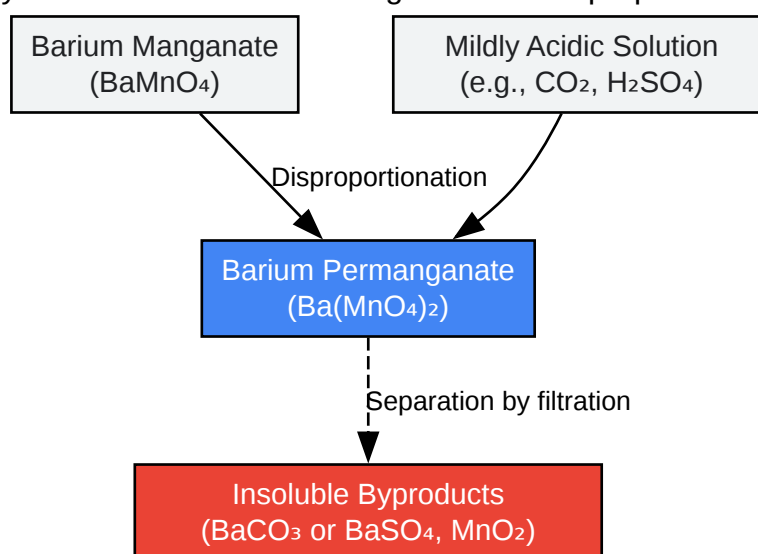 Barium Manganate
(BaMnO₄)
Mildly Acidic Solution
(e.g., CO₂, H₂SO₄)
Disproportionation
Barium Permanganate
(Ba(MnO₄)₂)
Separation by filtration
Insoluble Byproducts
(BaCO₃ or BaSO₄, MnO₂)